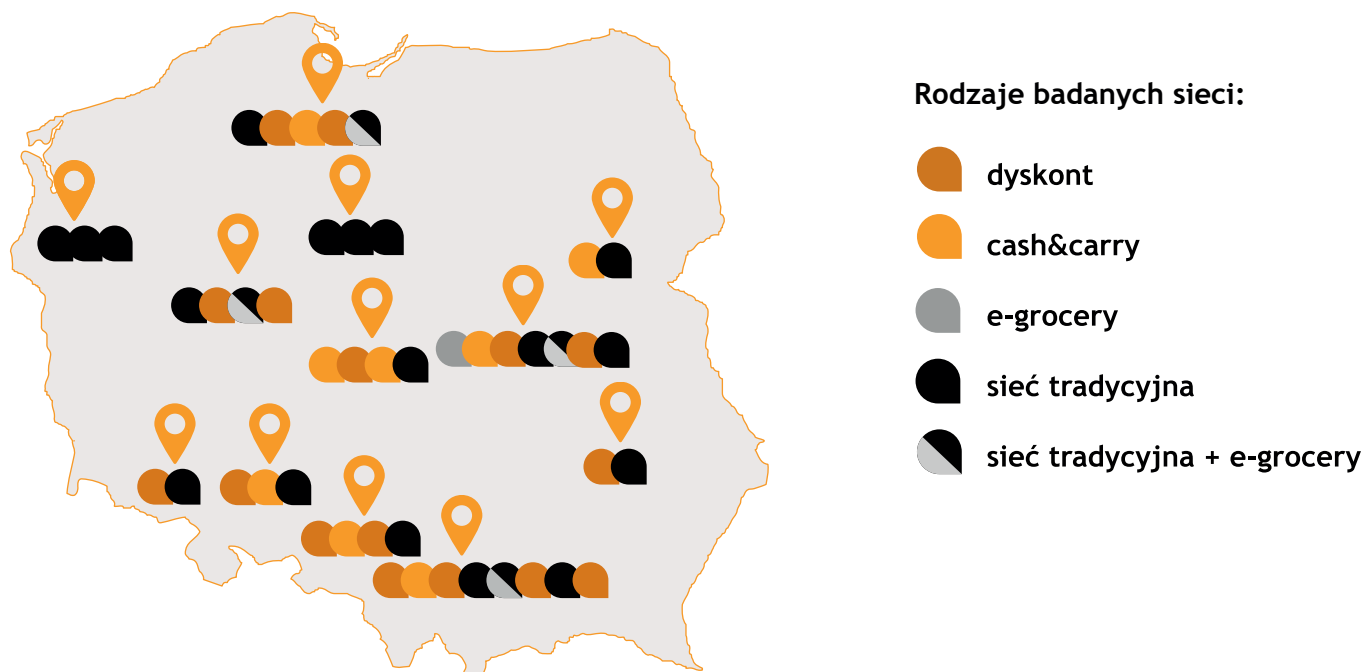 Rodzaje badanych sieci:
dyskont
cash&carry
e-grocery
sieć tradycyjna
sieć tradycyjna + e-grocery